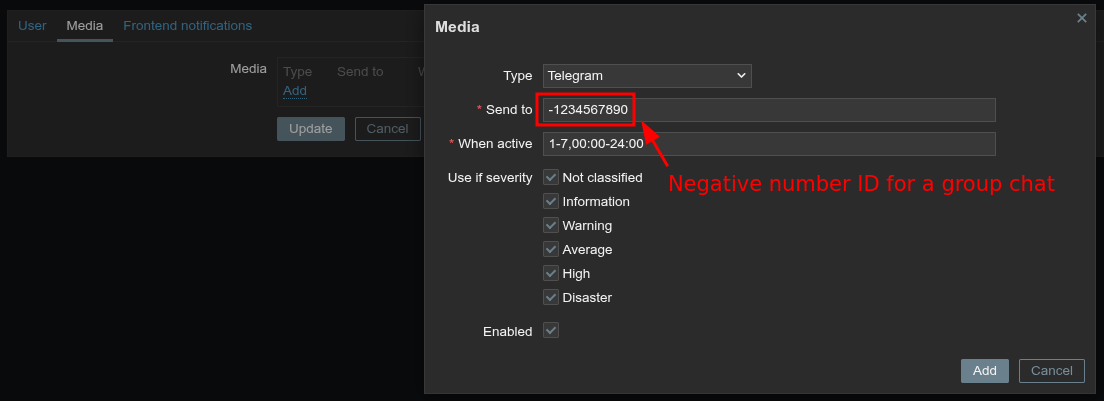 User Media Frontend notifications
Media
Type Send to W
Add
Update Cancel
Media
Type Telegram
* Send to -1234567890
* When active 1-7,00:00-24:00
Use if severity Not classified
Negative number ID for a group chat
Information
Warning
Average
High
Disaster
Enabled
Add Cancel